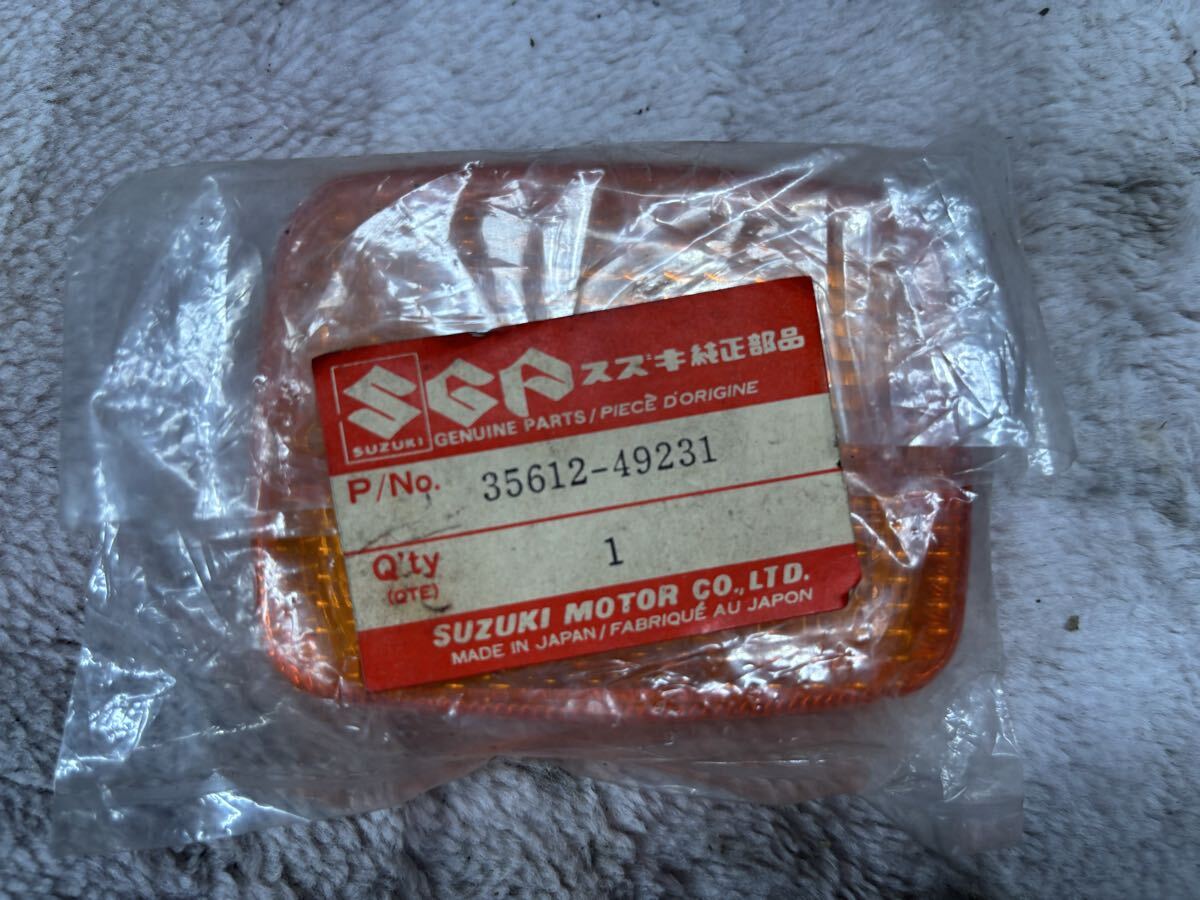 SUZUKI
SGP スズキ純正部品
GENUINE PARTS/PIECE D'ORIGINE
P/No. 35612-49231
Q'ty 1
(QTE)
SUZUKI MOTOR CO.,LTD.
MADE IN JAPAN/FABRIQUÉ AU JAPON